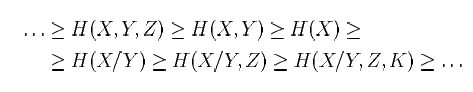 … ≥ H(X,Y,Z) ≥ H(X,Y) ≥ H(X) ≥
≥ H(X/Y) ≥ H(X/Y,Z) ≥ H(X/Y,Z,K) ≥ …